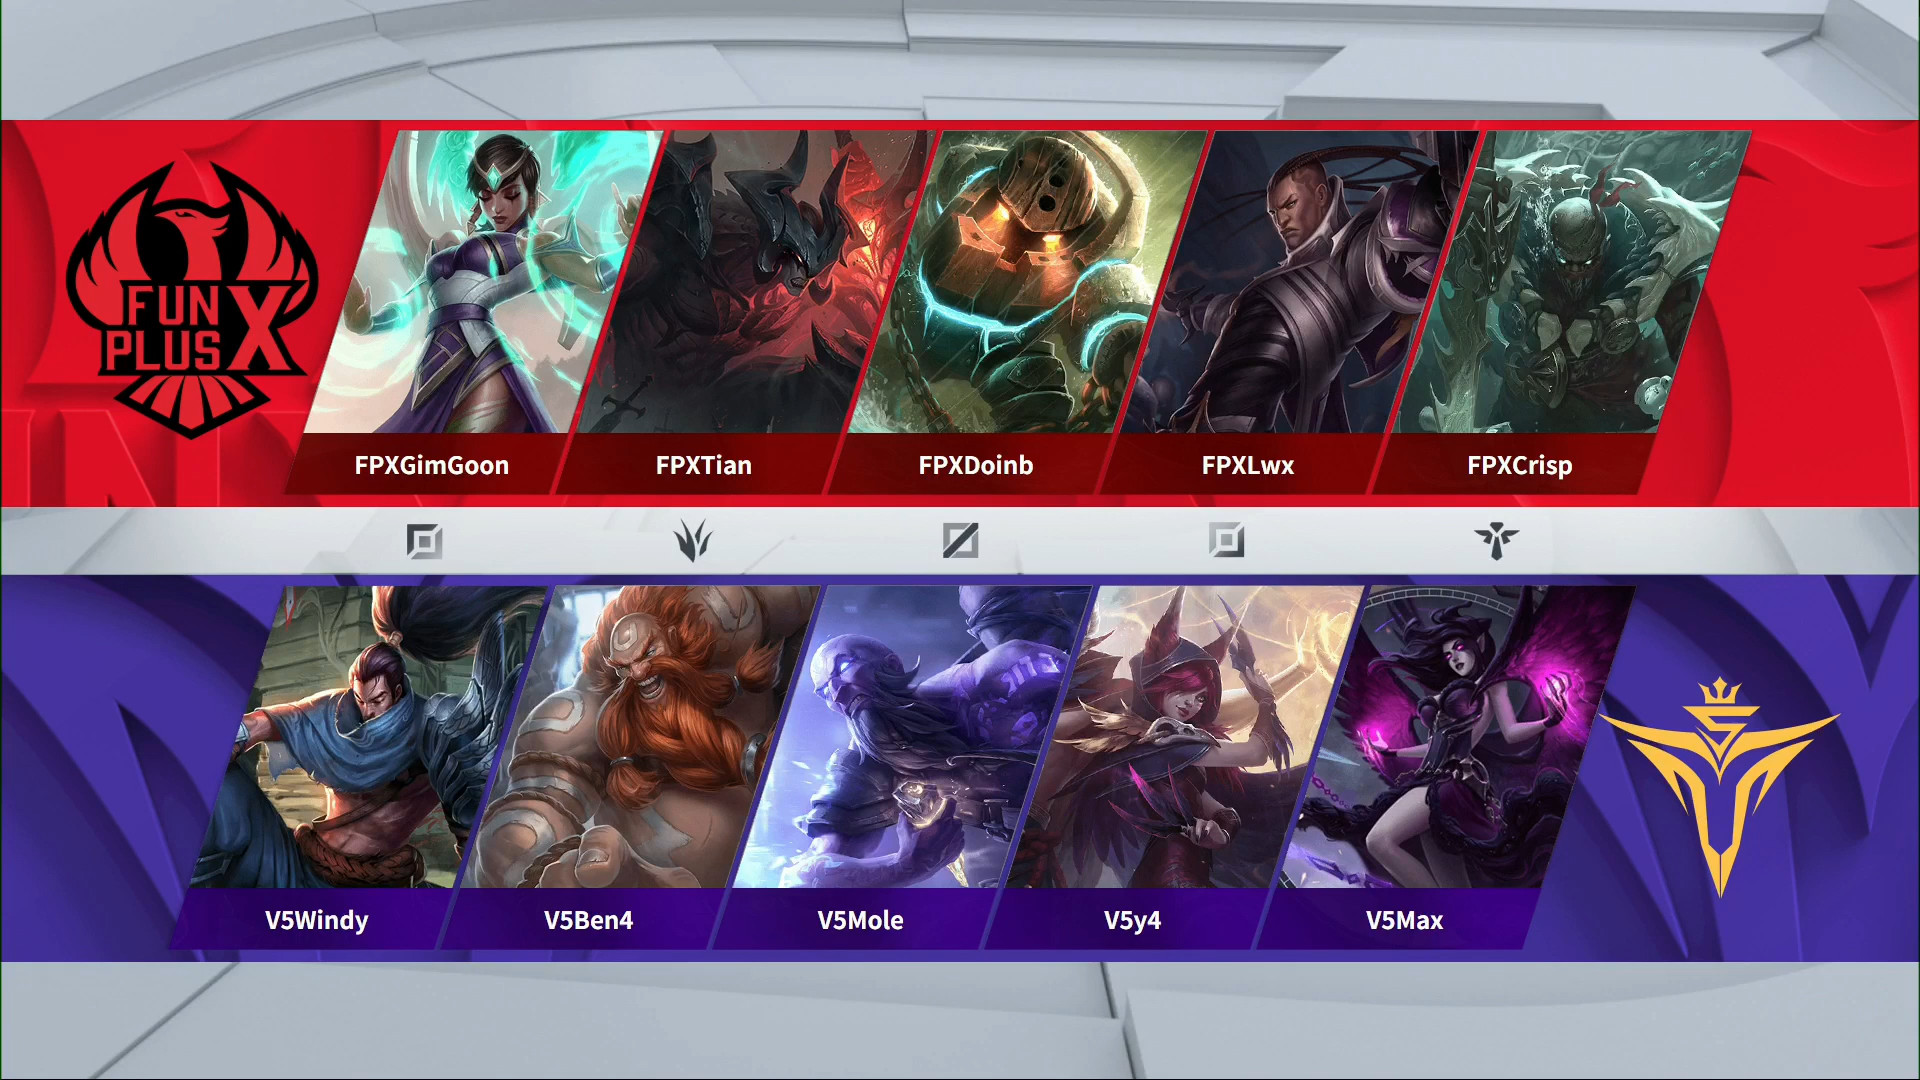 FUN
PLUS X
FPXGimGoon
FPXTian
FPXDoinb
FPXLwx
FPXCrisp
V5Windy
V5Ben4
V5Mole
V5y4
V5Max